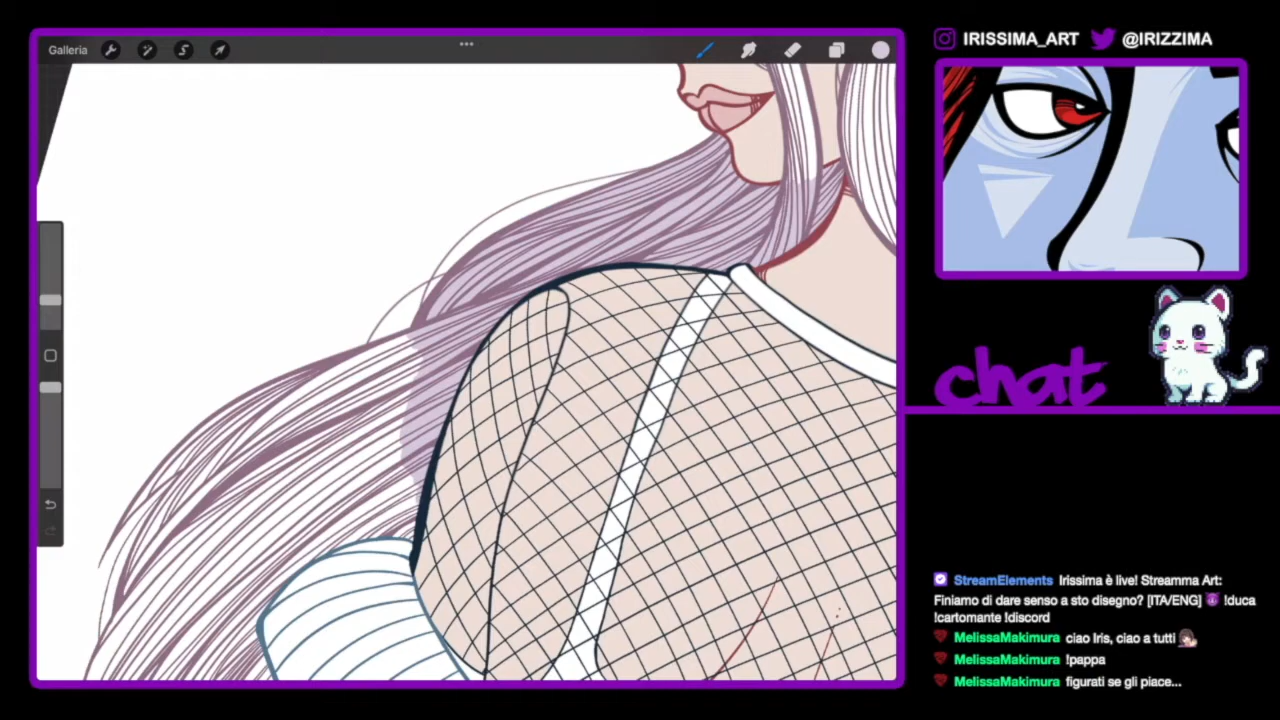 Galleria
IRISSIMA_ART @IRIZZIMA
chat
StreamElements Irissima è live! Streamma Art:
Finiamo di dare senso a sto disegno? [ITA/ENG] 😈 !duca
!cartomante !discord
MelissaMakimura ciao Iris, ciao a tutti
MelissaMakimura !pappa
MelissaMakimura figurati se gli piace...